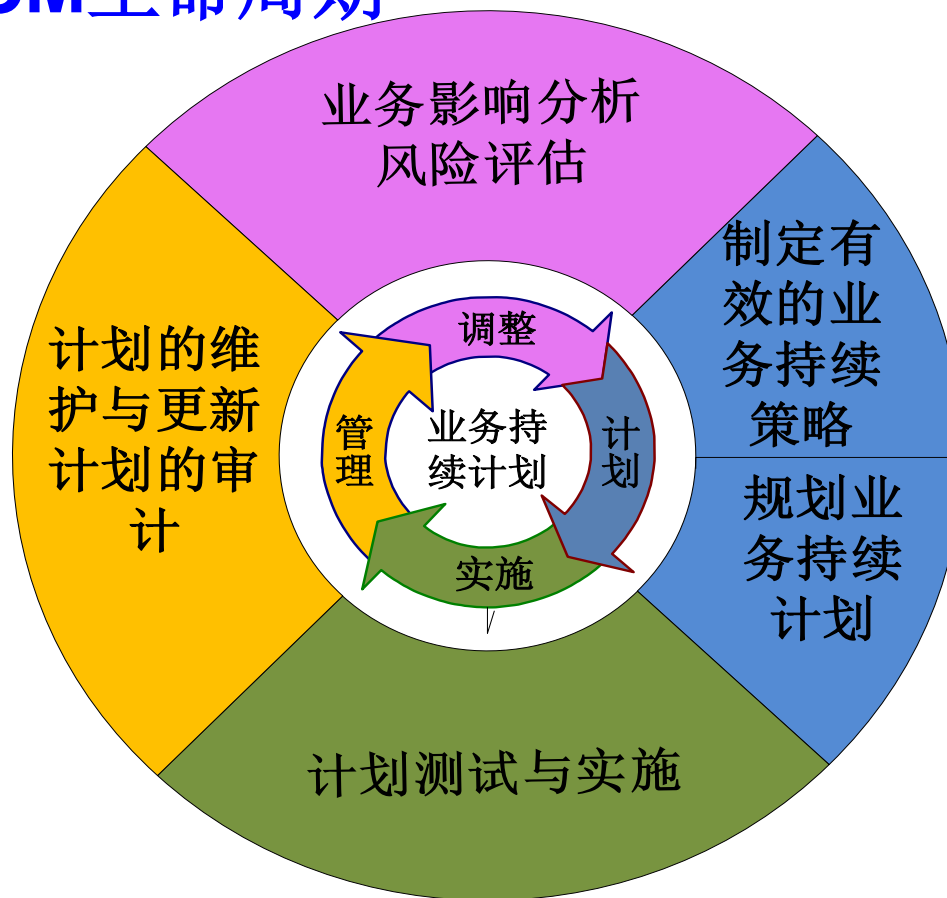 业务影响分析
风险评估
制定有
效的业
务持续
策略
规划业
务持续
计划
计划测试与实施
计划的维
护与更新
计划的审
计
调整
计
划
实施
管
理
业务持
续计划